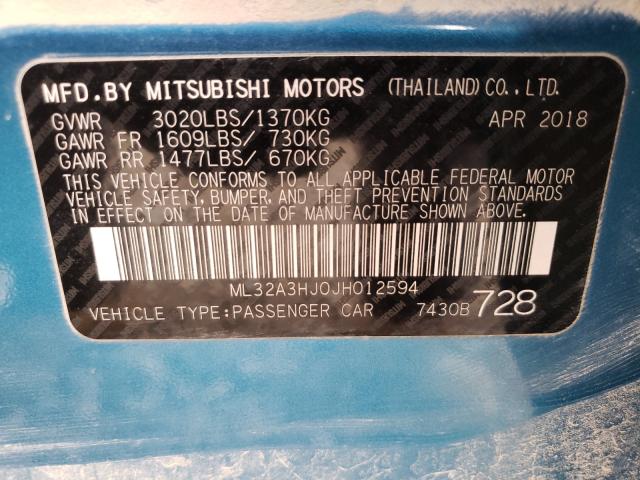 MFD. BY MITSUBISHI MOTORS (THAILAND) CO., LTD.
GVWR 3020LBS/1370KG APR 2018
GAWR FR 1609LBS/ 730KG
GAWR RR 1477LBS/ 670KG
THIS VEHICLE CONFORMS TO ALL APPLICABLE FEDERAL MOTOR
VEHICLE SAFETY, BUMPER, AND THEFT PREVENTION STANDARDS
IN EFFECT ON THE DATE OF MANUFACTURE SHOWN ABOVE.
ML32A3HJ0JH012594
VEHICLE TYPE:PASSENGER CAR 7430B 728